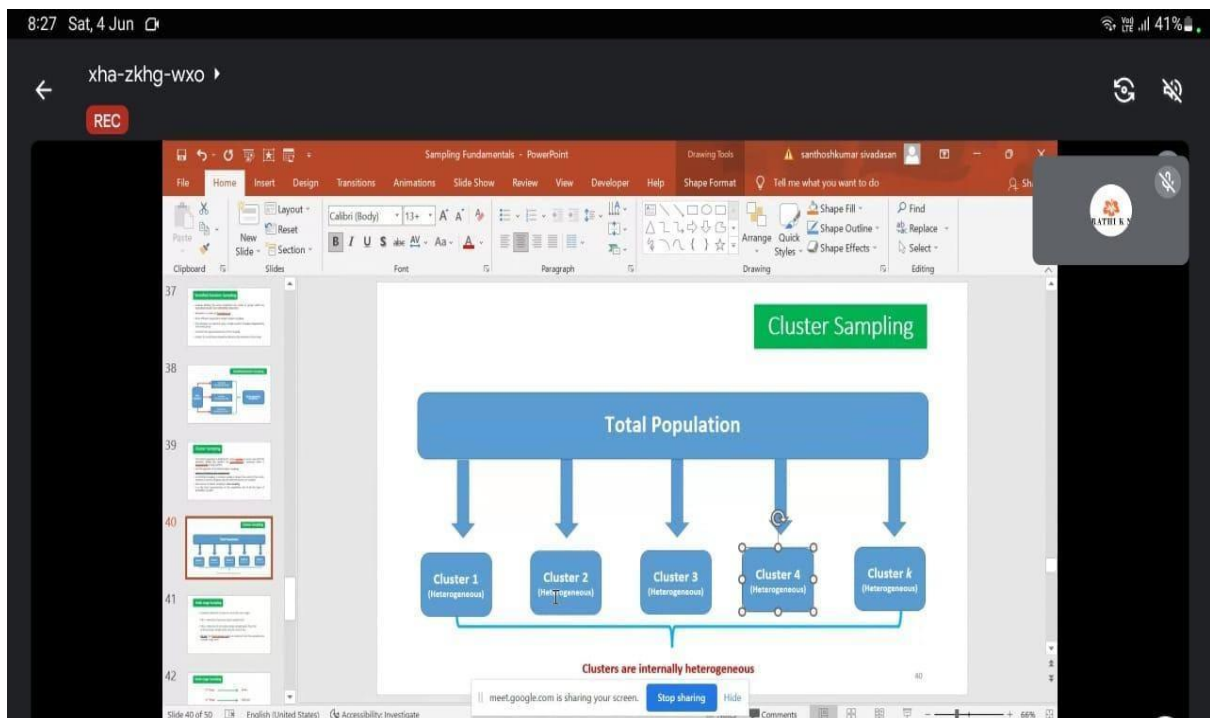 8:27 Sat, 4 Jun
Vo) LTE 41%
xha-zkhg-wxo
REC
Sampling Fundamentals - PowerPoint
Drawing Tools
santhoshkumar sivadasan
File Home Insert Design Transitions Animations Slide Show Review View Developer Help Shape Format Tell me what you want to do
Paste
New Slide
Layout
Reset
Section
Calibri (Body) 13+
B I U S abc AV Aa A
Arrange
Quick Styles
Shape Fill
Shape Outline
Shape Effects
Find
Replace
Select
Clipboard Slides Font Paragraph Drawing Editing
37
38
39
40
41
42
Cluster Sampling
Total Population
Cluster 1
(Heterogeneous)
Cluster 2
(Heterogeneous)
Cluster 3
(Heterogeneous)
Cluster 4
(Heterogeneous)
Cluster k
(Heterogeneous)
Clusters are internally heterogeneous
40
meet.google.com is sharing your screen. Stop sharing Hide
Slide 40 of 50 English (United States) Accessibility: Investigate Comments 66%